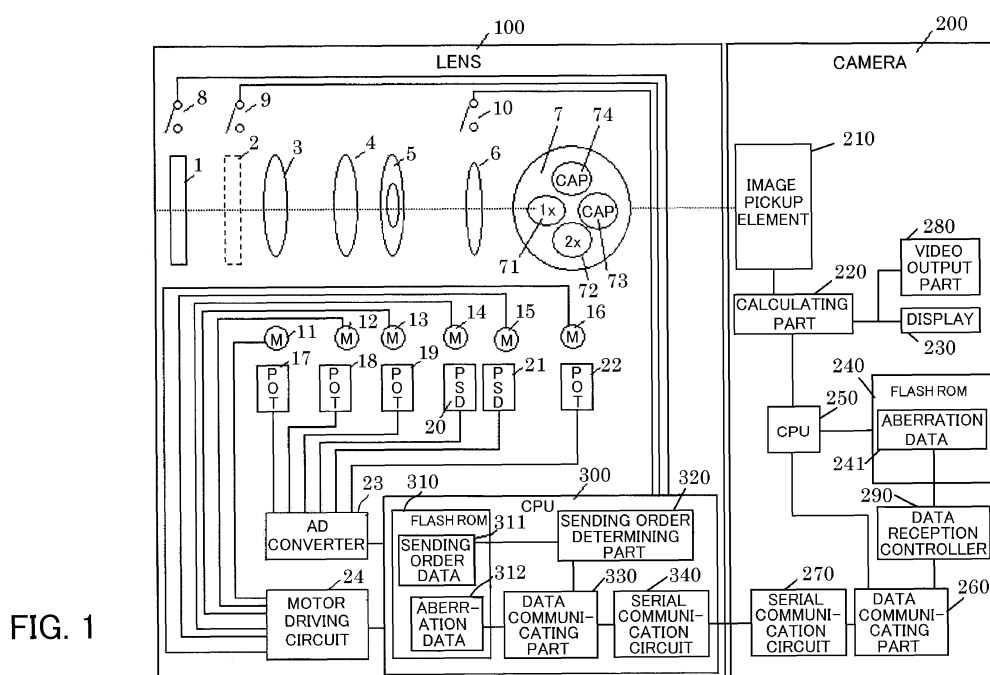 100
200
LENS
CAMERA
8
9
10
7
74
1
2
3
4
5
6
CAP
1x
CAP
2x
71
72
73
210
IMAGE
PICKUP
ELEMENT
280
VIDEO
OUTPUT
PART
220
CALCULATING
PART
DISPLAY
230
11
12
13
14
15
16
M
M
M
M
M
M
17
18
19
20
21
22
POT
POT
POT
PSD
PSD
POT
240
FLASH ROM
250
CPU
ABERRATION
DATA
241
23
310
300
320
CPU
AD
CONVERTER
FLASH ROM
311
SENDING
ORDER
DATA
SENDING ORDER
DETERMINING
PART
290
DATA
RECEPTION
CONTROLLER
24
MOTOR
DRIVING
CIRCUIT
312
ABERR-
ATION
DATA
330
DATA
COMMUNI-
CATING
PART
340
SERIAL
COMMUNI-
CATION
CIRCUIT
270
SERIAL
COMMUNI-
CATION
CIRCUIT
260
DATA
COMMUNI-
CATING
PART
FIG. 1